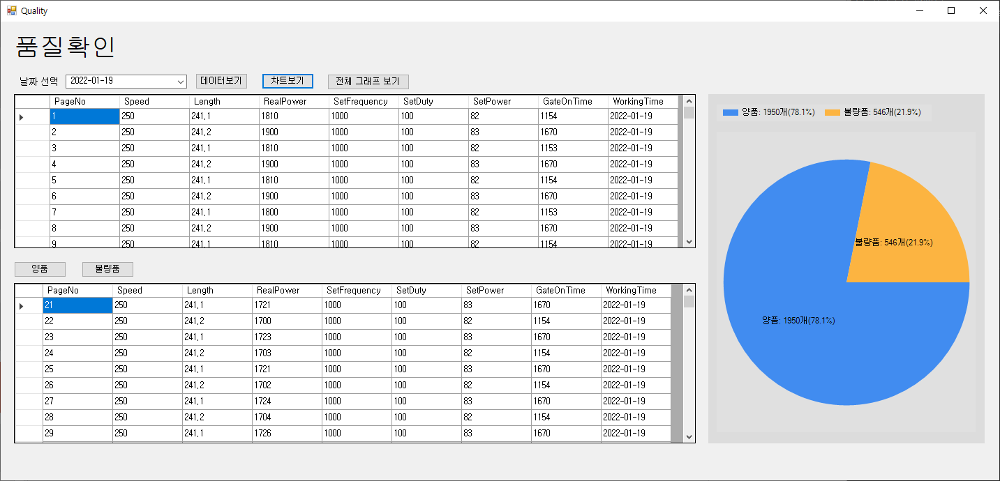 Quality
품질확인
날짜 선택 2022-01-19 데이터보기 차트보기 전체 그래프 보기
PageNo Speed Length RealPower SetFrequency SetDuty SetPower GateOnTime WorkingTime
1 250 241.1 1810 1000 100 82 1154 2022-01-19
2 250 241.2 1900 1000 100 83 1670 2022-01-19
3 250 241.1 1810 1000 100 82 1153 2022-01-19
4 250 241.2 1900 1000 100 83 1670 2022-01-19
5 250 241.1 1810 1000 100 82 1154 2022-01-19
6 250 241.2 1900 1000 100 83 1670 2022-01-19
7 250 241.1 1800 1000 100 82 1153 2022-01-19
8 250 241.2 1900 1000 100 83 1670 2022-01-19
9 250 241.1 1810 1000 100 82 1154 2022-01-19
양품 불량품
PageNo Speed Length RealPower SetFrequency SetDuty SetPower GateOnTime WorkingTime
21 250 241.1 1721 1000 100 83 1670 2022-01-19
22 250 241.2 1700 1000 100 82 1154 2022-01-19
23 250 241.1 1723 1000 100 83 1670 2022-01-19
24 250 241.2 1703 1000 100 82 1154 2022-01-19
25 250 241.1 1721 1000 100 83 1670 2022-01-19
26 250 241.2 1702 1000 100 82 1154 2022-01-19
27 250 241.1 1724 1000 100 83 1670 2022-01-19
28 250 241.2 1704 1000 100 82 1154 2022-01-19
29 250 241.1 1726 1000 100 83 1670 2022-01-19
양품: 1950개(78.1%) 불량품: 546개(21.9%)
불량품: 546개(21.9%)
양품: 1950개(78.1%)